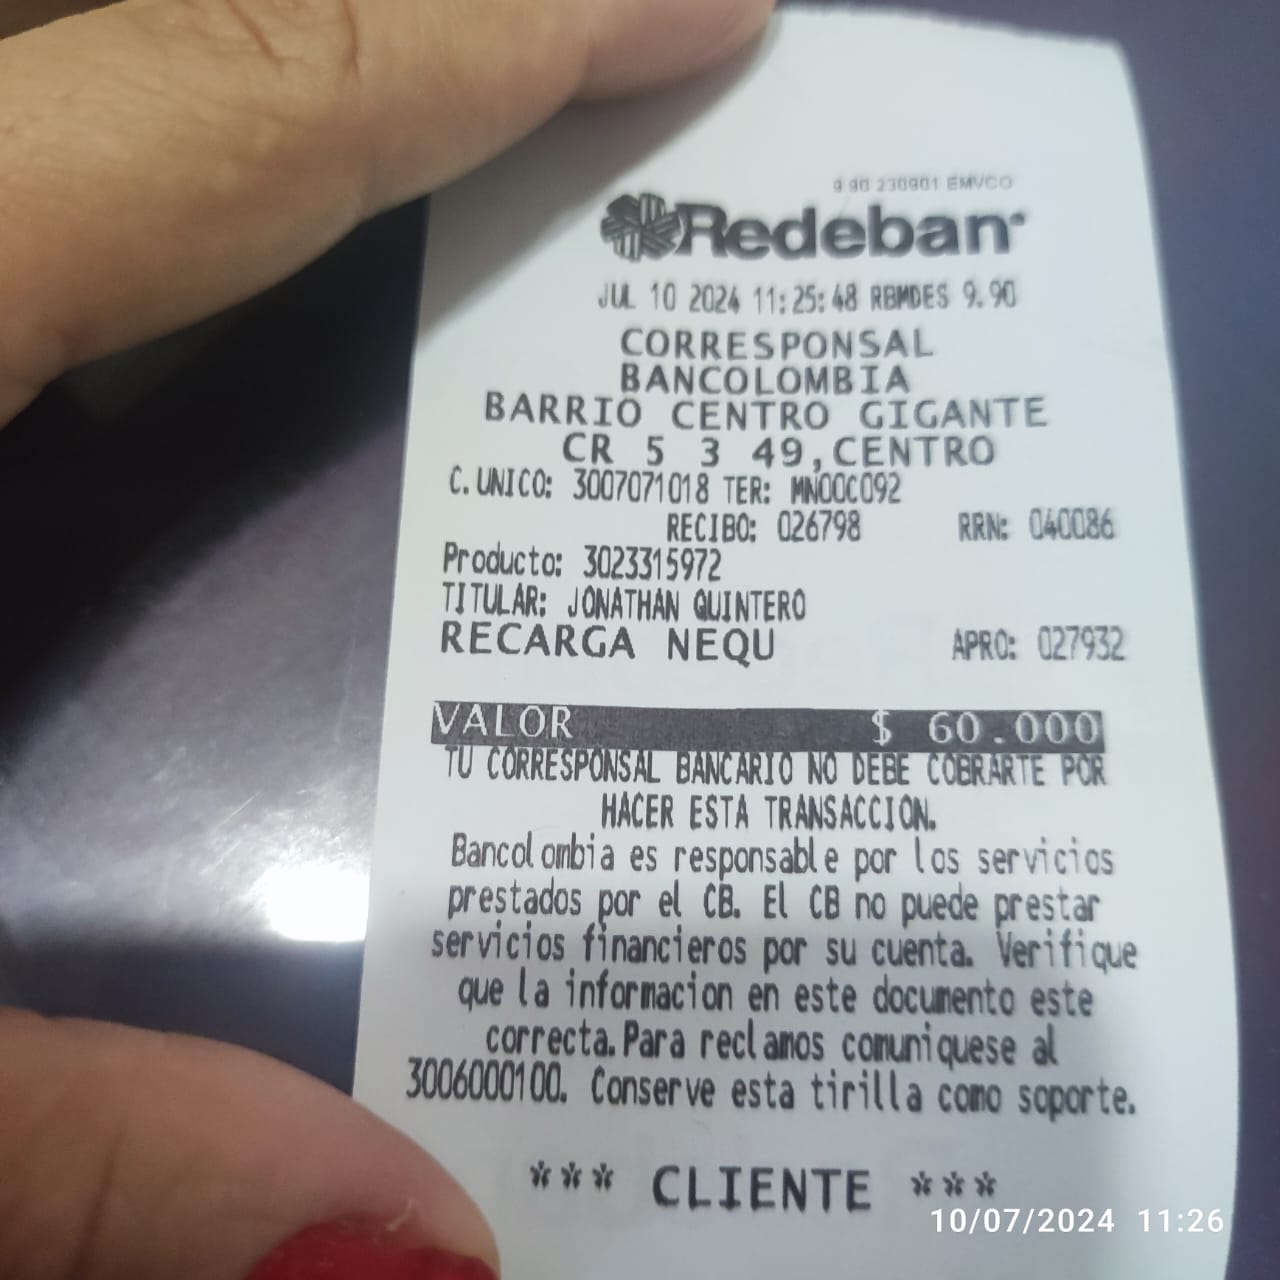 9 90 230901 EMVCO
Redeban
JUL 10 2024 11:25:48 RBMDES 9.90
CORRESPONSAL
BANCOLOMBIA
BARRIO CENTRO GIGANTE
CR 5 3 49,CENTRO
C.UNICO: 3007071018 TER: MN00C092
RECIBO: 026798 RRN: 040086
Producto: 3023315972
TITULAR: JONATHAN QUINTERO
RECARGA NEQU APRO: 027932
VALOR $ 60.000
TU CORRESPONSAL BANCARIO NO DEBE COBRARTE POR
HACER ESTA TRANSACCION.
Bancolombia es responsable por los servicios
prestados por el CB. El CB no puede prestar
servicios financieros por su cuenta. Verifique
que la informacion en este documento este
correcta.Para reclamos comuniquese al
3006000100. Conserve esta tirilla como soporte.
*** CLIENTE ***
10/07/2024 11:26